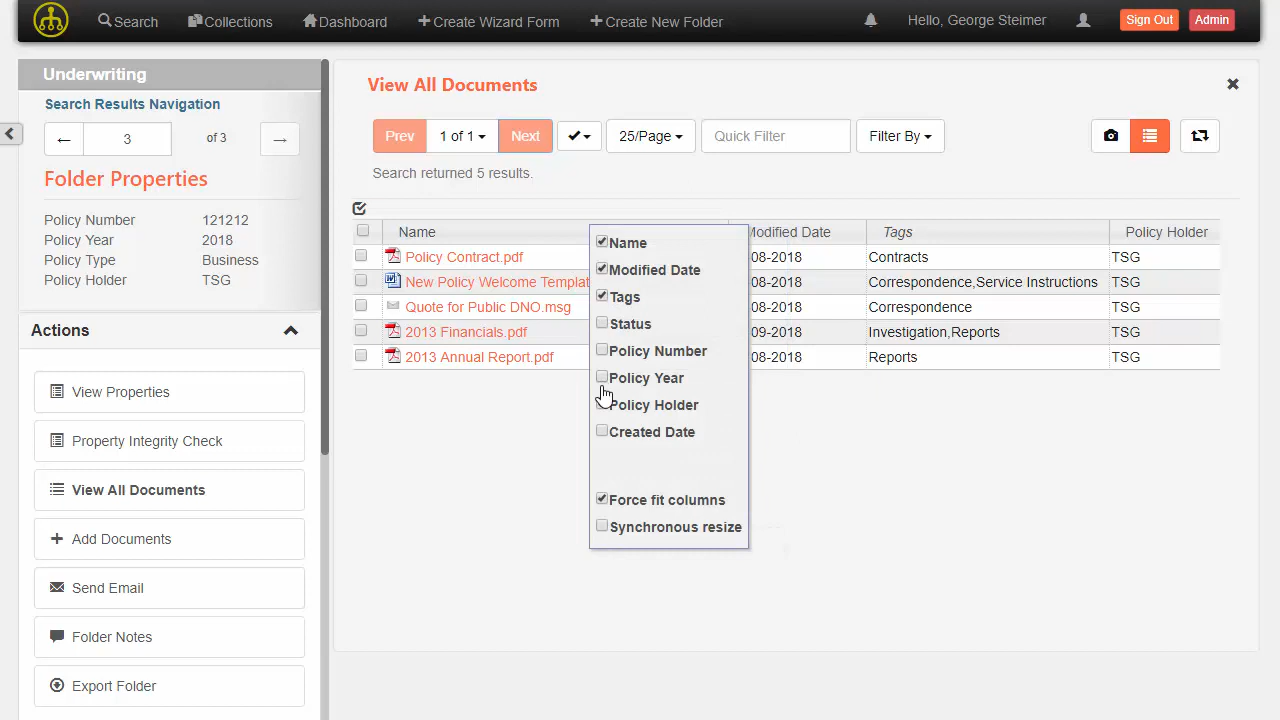 Search Collections Dashboard Create Wizard Form Create New Folder Hello, George Steimer Sign Out Admin
Underwriting
Search Results Navigation
3 of 3
Folder Properties
Policy Number 121212
Policy Year 2018
Policy Type Business
Policy Holder TSG
Actions
View Properties
Property Integrity Check
View All Documents
Add Documents
Send Email
Folder Notes
Export Folder
View All Documents
Prev 1 of 1 Next 25/Page Quick Filter Filter By
Search returned 5 results.
Name Modified Date Tags Policy Holder
Policy Contract.pdf 08-2018 Contracts TSG
New Policy Welcome Templat 08-2018 Correspondence,Service Instructions TSG
Quote for Public DNO.msg 08-2018 Correspondence TSG
2013 Financials.pdf 09-2018 Investigation,Reports TSG
2013 Annual Report.pdf 08-2018 Reports TSG
Name
Modified Date
Tags
Status
Policy Number
Policy Year
Policy Holder
Created Date
Force fit columns
Synchronous resize